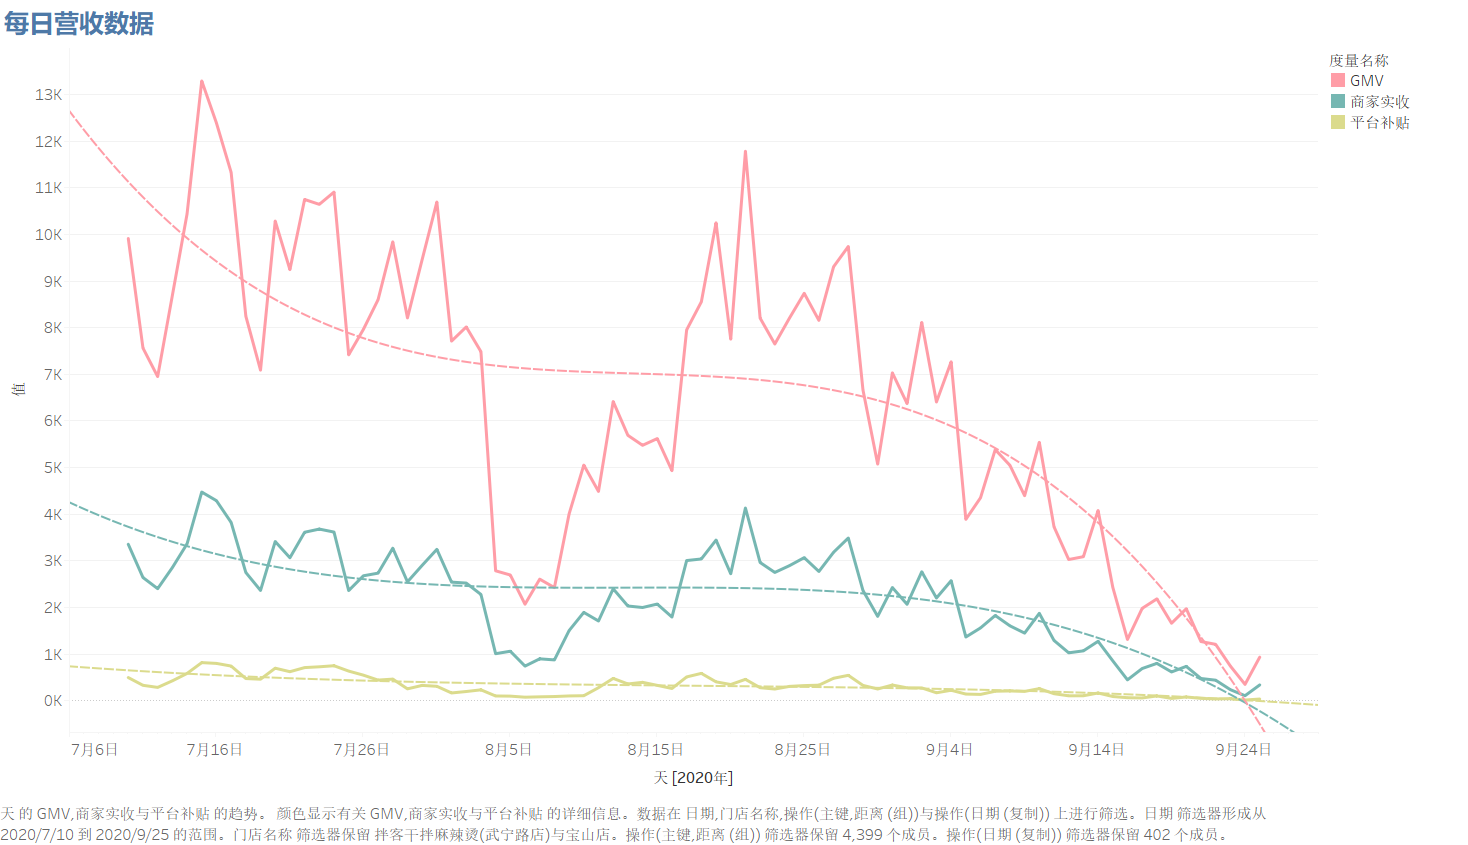 每日营收数据
度量名称
GMV
商家实收
平台补贴
13K
12K
11K
10K
9K
8K
7K
6K
5K
4K
3K
2K
1K
0K
值
7月6日
7月16日
7月26日
8月5日
8月15日
8月25日
9月4日
9月14日
9月24日
天 [2020年]
天 的 GMV,商家实收与平台补贴 的趋势。 颜色显示有关 GMV,商家实收与平台补贴 的详细信息。数据在 日期,门店名称,操作(主键,距离 (组))与操作(日期 (复制)) 上进行筛选。日期 筛选器形成从
2020/7/10 到 2020/9/25 的范围。门店名称 筛选器保留 拌客干拌麻辣烫(武宁路店)与宝山店。操作(主键,距离 (组)) 筛选器保留 4,399 个成员。操作(日期 (复制)) 筛选器保留 402 个成员。